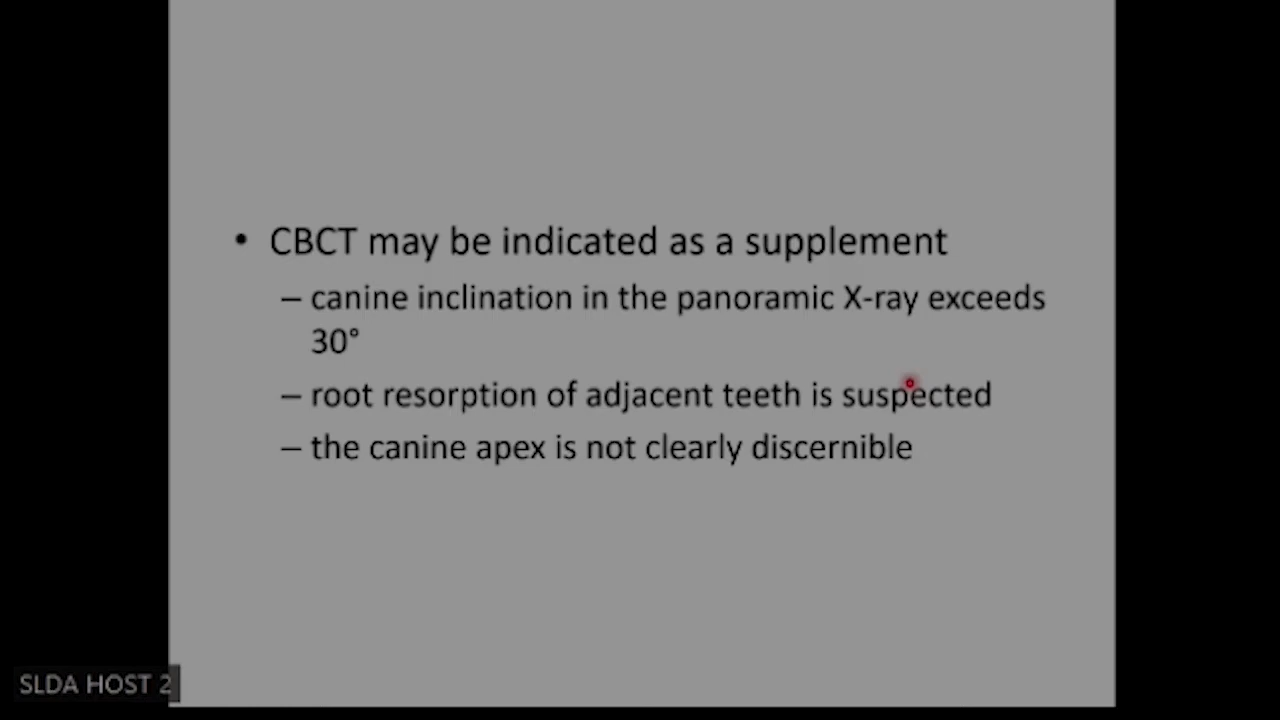 • CBCT may be indicated as a supplement
– canine inclination in the panoramic X-ray exceeds
30°
– root resorption of adjacent teeth is suspected
– the canine apex is not clearly discernible
SLDA HOST 2